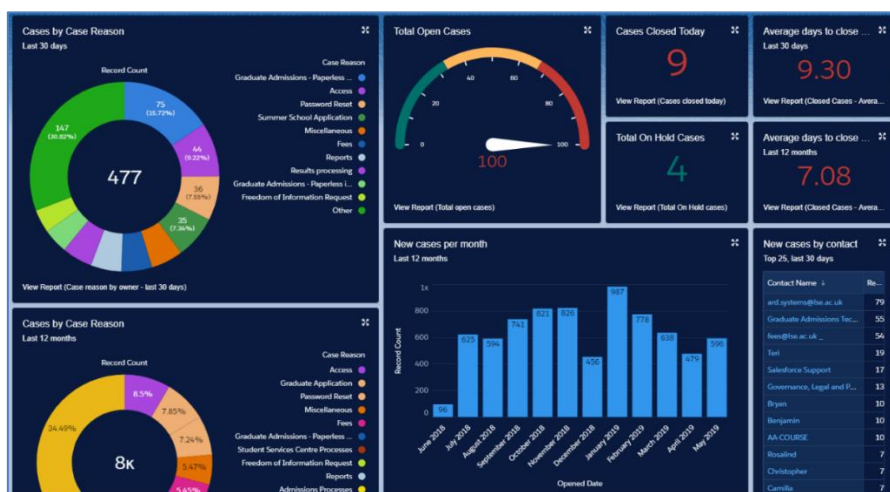 Cases by Case Reason
Last 30 days
Record Count
Case Reason
Graduate Admissions - Paperless ...
Access
Password Reset
Summer School Application
Miscellaneous
Fees
Reports
Results processing
Graduate Admissions - Paperless i...
Freedom of Information Request
Other
75
(15.72%)
44
(9.22%)
36
(7.55%)
35
(7.34%)
147
(30.82%)
477
View Report (Case reason by owner - last 30 days)
Total Open Cases
0
20
40
60
80
100
100
View Report (Total open cases)
Cases Closed Today
9
View Report (Cases closed today)
Average days to close ...
Last 30 days
9.30
View Report (Closed Cases - Avera...
Total On Hold Cases
4
View Report (Total On Hold cases)
Average days to close ...
Last 12 months
7.08
View Report (Closed Cases - Avera...
Cases by Case Reason
Last 12 months
Record Count
Case Reason
Access
Graduate Application
Password Reset
Miscellaneous
Fees
Graduate Admissions - Paperless ...
Student Services Centre Processes
Freedom of Information Request
Reports
Admissions Processes
8.5%
7.85%
7.24%
5.47%
5.45%
34.49%
8K
New cases per month
Last 12 months
Record Count
1k
800
600
400
200
0
96
625
594
741
821
826
456
987
778
638
479
596
June 2018
July 2018
August 2018
September 2018
October 2018
November 2018
December 2018
January 2019
February 2019
March 2019
April 2019
May 2019
Opened Date
New cases by contact
Top 25, last 30 days
Contact Name ↓ Re...
ard.systems@lse.ac.uk 79
Graduate Admissions Tec... 55
fees@lse.ac.uk _ 54
Teri 19
Salesforce Support 17
Governance, Legal and P... 13
Bryan 10
Benjamin 10
AA-COURSE 10
Rosalind 7
Christopher 7
Camilla 7